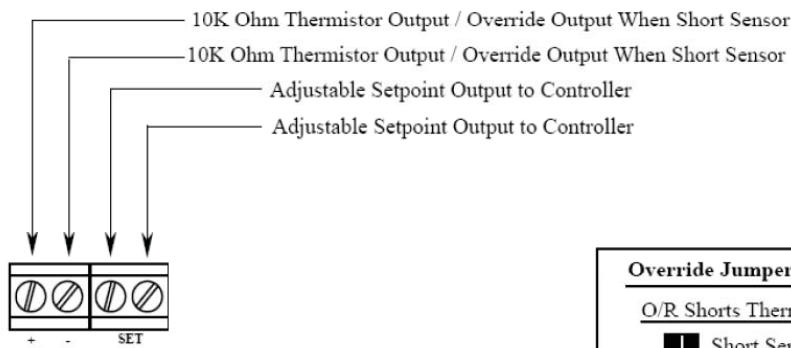 10K Ohm Thermistor Output / Override Output When Short Sensor
10K Ohm Thermistor Output / Override Output When Short Sensor
Adjustable Setpoint Output to Controller
Adjustable Setpoint Output to Controller
+ - SET
Override Jumper
O/R Shorts
Short